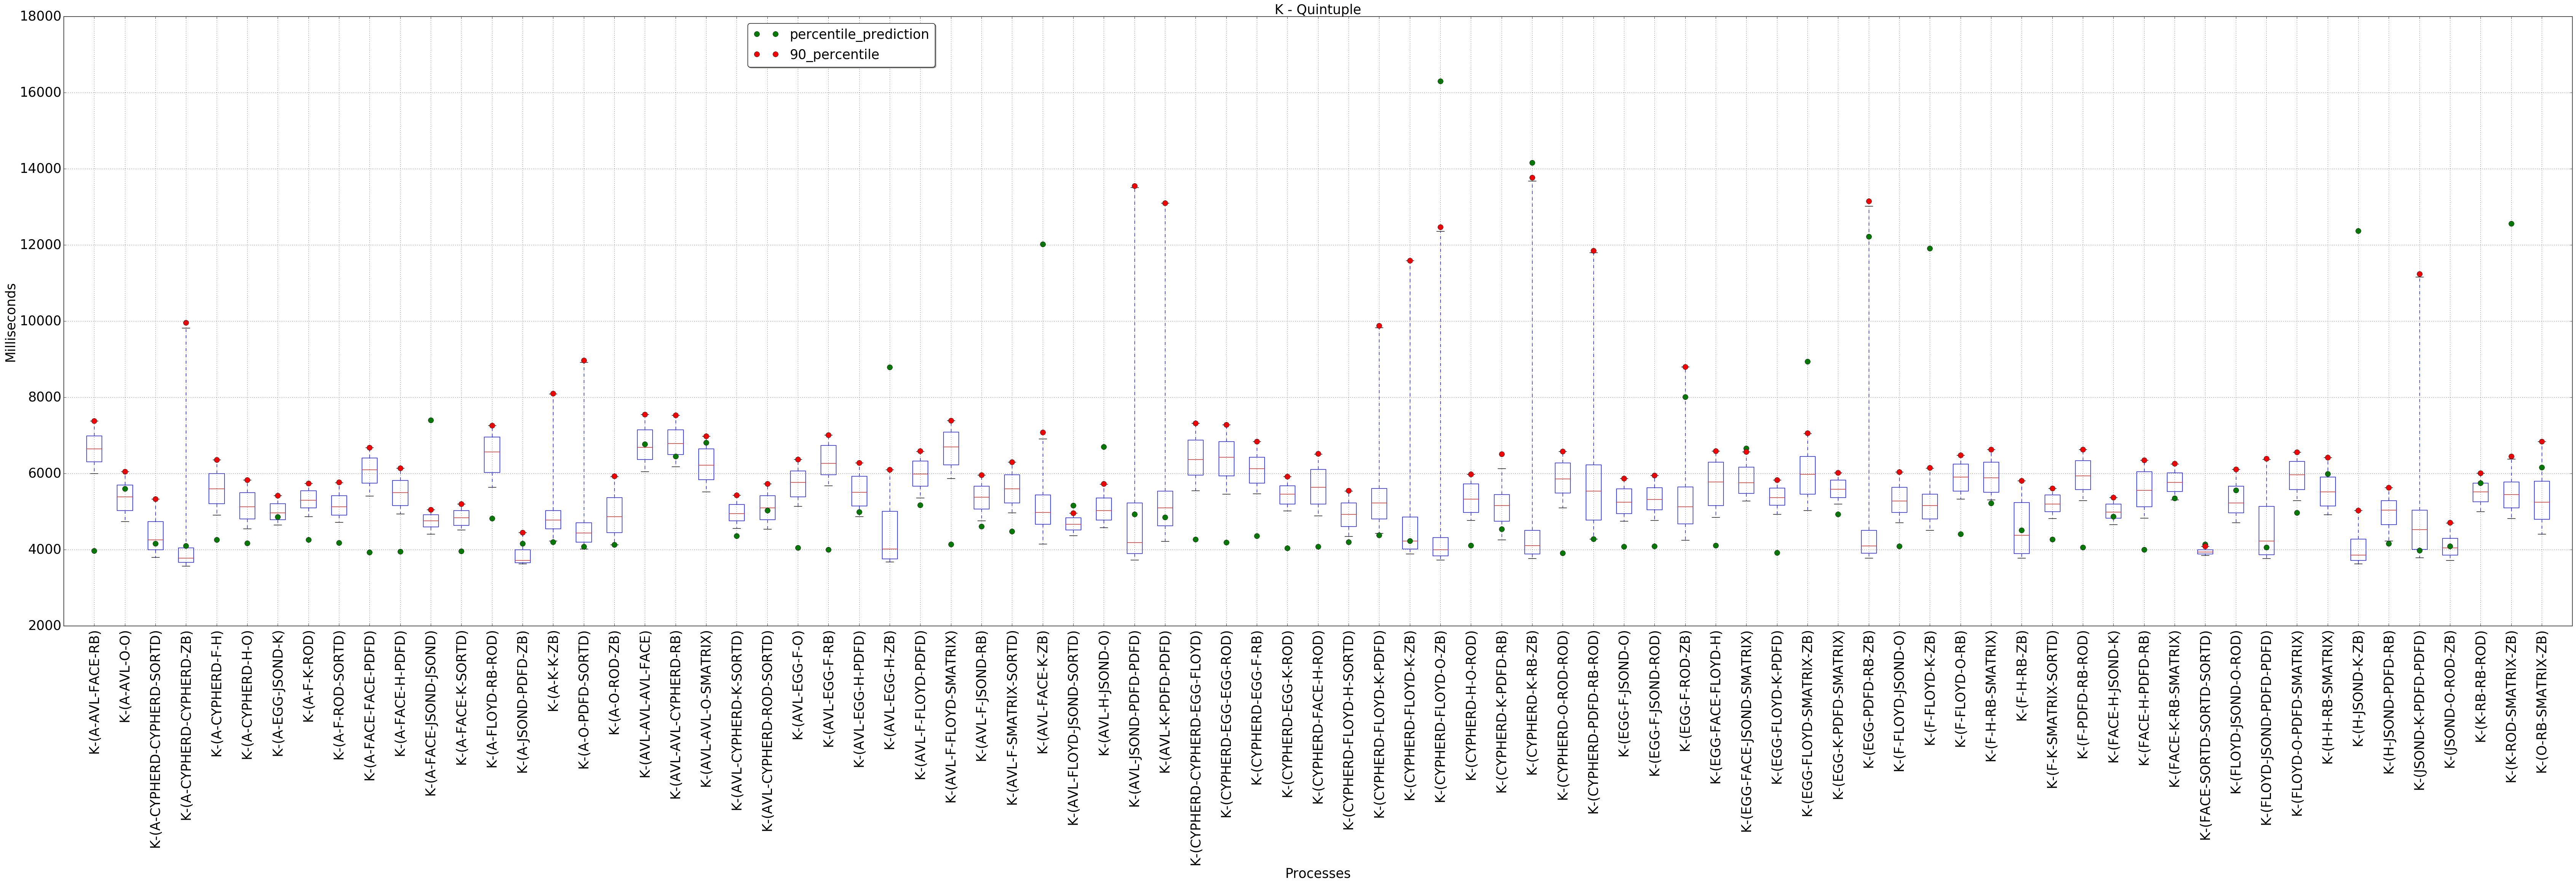 K - Quintuple
percentile_prediction
90_percentile
Milliseconds
18000
16000
14000
12000
10000
8000
6000
4000
2000
K-(A-AVL-FACE-RB)
K-(A-AVL-O-O)
K-(A-CYPHERD-CYPHERD-SORTD)
K-(A-CYPHERD-CYPHERD-ZB)
K-(A-CYPHERD-F-H)
K-(A-CYPHERD-H-O)
K-(A-EGG-JSOND-K)
K-(A-F-K-ROD)
K-(A-F-ROD-SORTD)
K-(A-FACE-FACE-PDFD)
K-(A-FACE-H-PDFD)
K-(A-FACE-JSOND-JSOND)
K-(A-FACE-K-SORTD)
K-(A-FLOYD-RB-ROD)
K-(A-JSOND-PDFD-ZB)
K-(A-K-K-ZB)
K-(A-O-PDFD-SORTD)
K-(A-O-ROD-ZB)
K-(AVL-AVL-AVL-FACE)
K-(AVL-AVL-CYPHERD-RB)
K-(AVL-AVL-O-SMATRIX)
K-(AVL-CYPHERD-K-SORTD)
K-(AVL-CYPHERD-ROD-SORTD)
K-(AVL-EGG-F-O)
K-(AVL-EGG-F-RB)
K-(AVL-EGG-H-PDFD)
K-(AVL-EGG-H-ZB)
K-(AVL-F-FLOYD-PDFD)
K-(AVL-F-FLOYD-SMATRIX)
K-(AVL-F-JSOND-RB)
K-(AVL-F-SMATRIX-SORTD)
K-(AVL-FACE-K-ZB)
K-(AVL-FLOYD-JSOND-SORTD)
K-(AVL-H-JSOND-O)
K-(AVL-JSOND-PDFD-PDFD)
K-(AVL-K-PDFD-PDFD)
K-(CYPHERD-CYPHERD-EGG-FLOYD)
K-(CYPHERD-EGG-EGG-ROD)
K-(CYPHERD-EGG-F-RB)
K-(CYPHERD-EGG-K-ROD)
K-(CYPHERD-FACE-H-ROD)
K-(CYPHERD-FLOYD-H-SORTD)
K-(CYPHERD-FLOYD-K-PDFD)
K-(CYPHERD-FLOYD-K-ZB)
K-(CYPHERD-FLOYD-O-ZB)
K-(CYPHERD-H-O-ROD)
K-(CYPHERD-K-PDFD-RB)
K-(CYPHERD-K-RB-ZB)
K-(CYPHERD-O-ROD-ROD)
K-(CYPHERD-PDFD-RB-ROD)
K-(EGG-F-JSOND-O)
K-(EGG-F-JSOND-ROD)
K-(EGG-F-ROD-ZB)
K-(EGG-FACE-FLOYD-H)
K-(EGG-FACE-JSOND-SMATRIX)
K-(EGG-FLOYD-K-PDFD)
K-(EGG-FLOYD-SMATRIX-ZB)
K-(EGG-K-PDFD-SMATRIX)
K-(EGG-PDFD-RB-ZB)
K-(F-FLOYD-JSOND-O)
K-(F-FLOYD-K-ZB)
K-(F-FLOYD-O-RB)
K-(F-H-RB-SMATRIX)
K-(F-H-RB-ZB)
K-(F-K-SMATRIX-SORTD)
K-(F-PDFD-RB-ROD)
K-(FACE-H-JSOND-K)
K-(FACE-H-PDFD-RB)
K-(FACE-K-RB-SMATRIX)
K-(FACE-SORTD-SORTD-SORTD)
K-(FLOYD-JSOND-O-ROD)
K-(FLOYD-JSOND-PDFD-PDFD)
K-(FLOYD-O-PDFD-SMATRIX)
K-(H-H-RB-SMATRIX)
K-(H-JSOND-K-ZB)
K-(H-JSOND-PDFD-RB)
K-(JSOND-K-PDFD-PDFD)
K-(JSOND-O-ROD-ZB)
K-(K-RB-RB-ROD)
K-(K-ROD-SMATRIX-ZB)
K-(O-RB-SMATRIX-ZB)
Processes